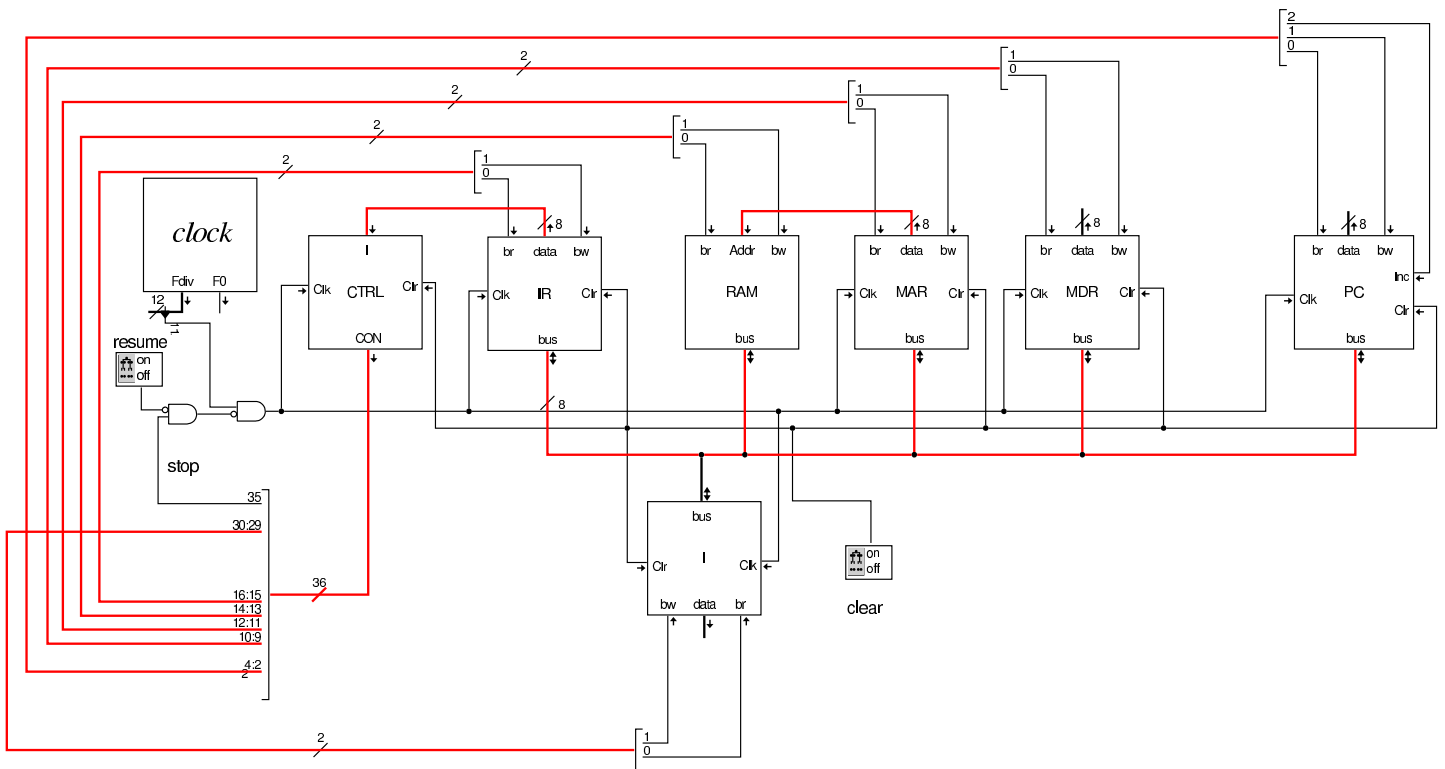 2
1
0
2
1
0
2
1
0
2
1
0
2
1
0
clock
Fdiv F0
12
11
8
8
8
8
I
Clk CTRL Clr
CON
br data bw
Clk IR Clr
bus
br Addr bw
RAM
bus
br data bw
Clk MAR Clr
bus
br data bw
Clk MDR Clr
bus
br data bw
Inc
Clk PC
Clr
bus
resume
on
off
8
stop
35
30:29
36
16:15
14:13
12:11
10:9
4:2
2
bus
I
Clr Clk
bw data br
on
off
clear
2
1
0